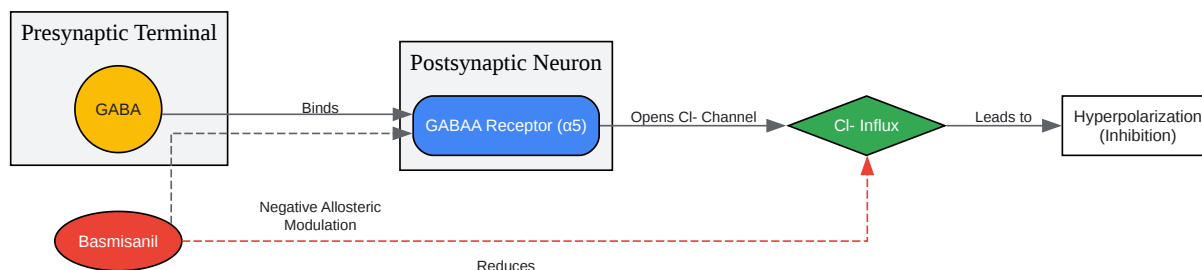 Presynaptic Terminal
GABA
Binds
Postsynaptic Neuron
GABAA Receptor (α5)
Opens Cl- Channel
Cl- Influx
Leads to
Hyperpolarization
(Inhibition)
Basmisanil
Negative Allosteric
Modulation
Reduces